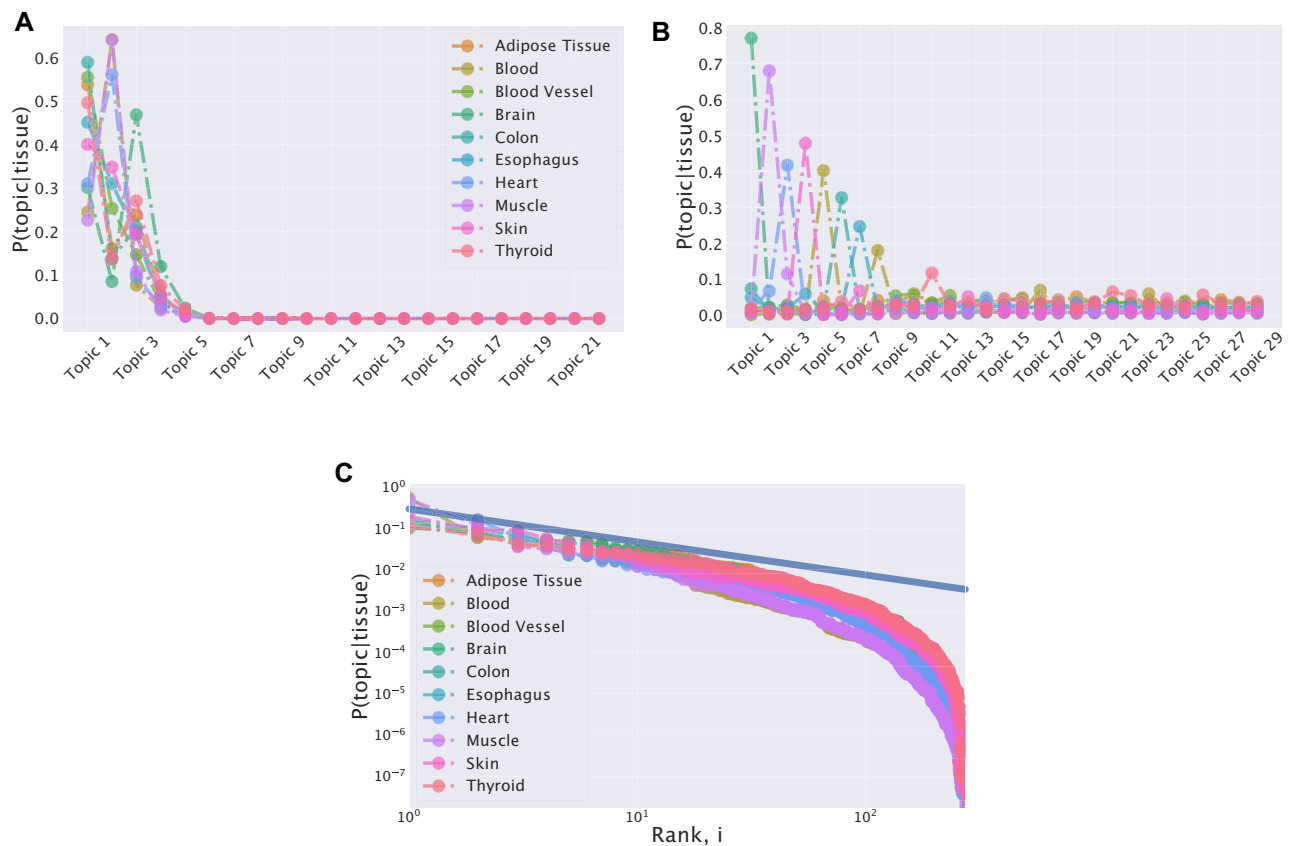 A
P(topic|tissue)
0.6
0.5
0.4
0.3
0.2
0.1
0.0
Adipose Tissue
Blood
Blood Vessel
Brain
Colon
Esophagus
Heart
Muscle
Skin
Thyroid
Topic 1
Topic 3
Topic 5
Topic 7
Topic 9
Topic 11
Topic 13
Topic 15
Topic 17
Topic 19
Topic 21
B
P(topic|tissue)
0.8
0.7
0.6
0.5
0.4
0.3
0.2
0.1
0.0
Topic 1
Topic 3
Topic 5
Topic 7
Topic 9
Topic 11
Topic 13
Topic 15
Topic 17
Topic 19
Topic 21
Topic 23
Topic 25
Topic 27
Topic 29
C
P(topic|tissue)
10⁰
10⁻¹
10⁻²
10⁻³
10⁻⁴
10⁻⁵
10⁻⁶
10⁻⁷
Adipose Tissue
Blood
Blood Vessel
Brain
Colon
Esophagus
Heart
Muscle
Skin
Thyroid
10⁰
10¹
10²
Rank, i